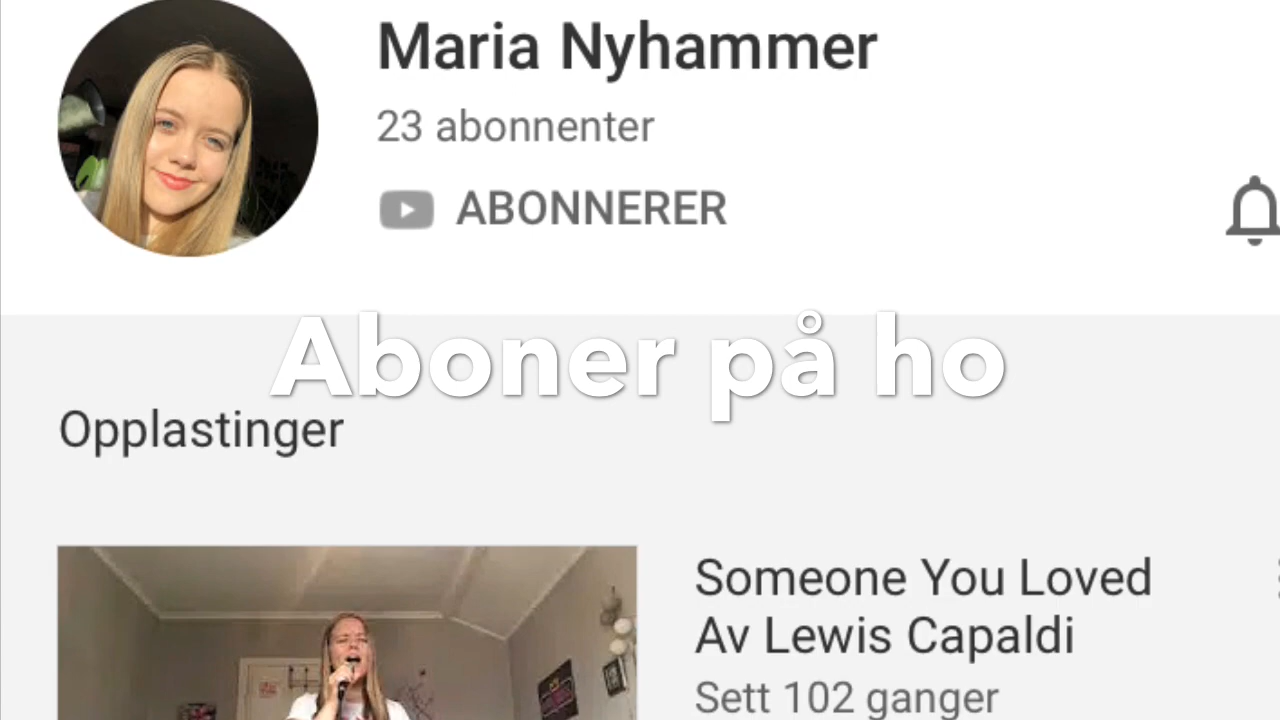 Maria Nyhammer
23 abonnenter
ABONNERER
Aboner på ho
Opplastinger
Someone You Loved
Av Lewis Capaldi
Sett 102 ganger